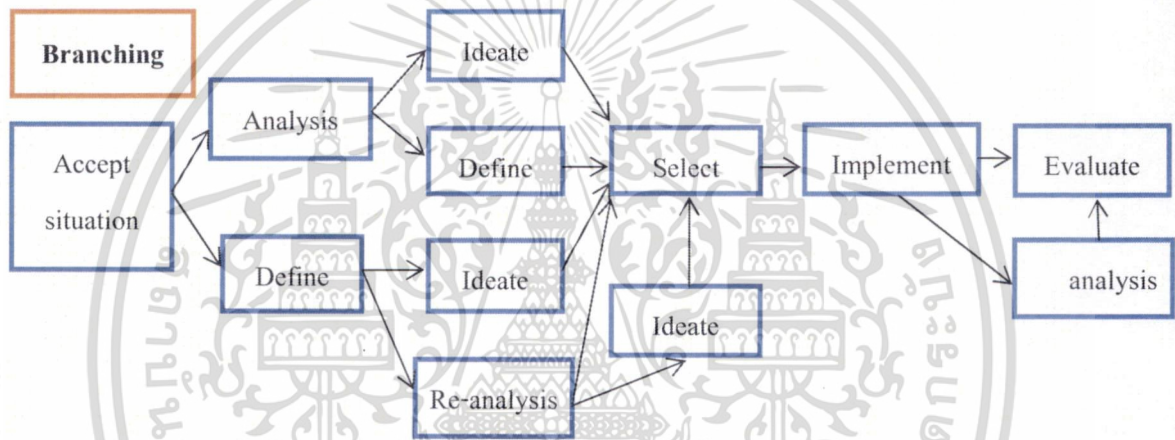 Branching
Accept
situation
Analysis
Define
Ideate
Define
Ideate
Re-analysis
Select
Ideate
Implement
Evaluate
analysis